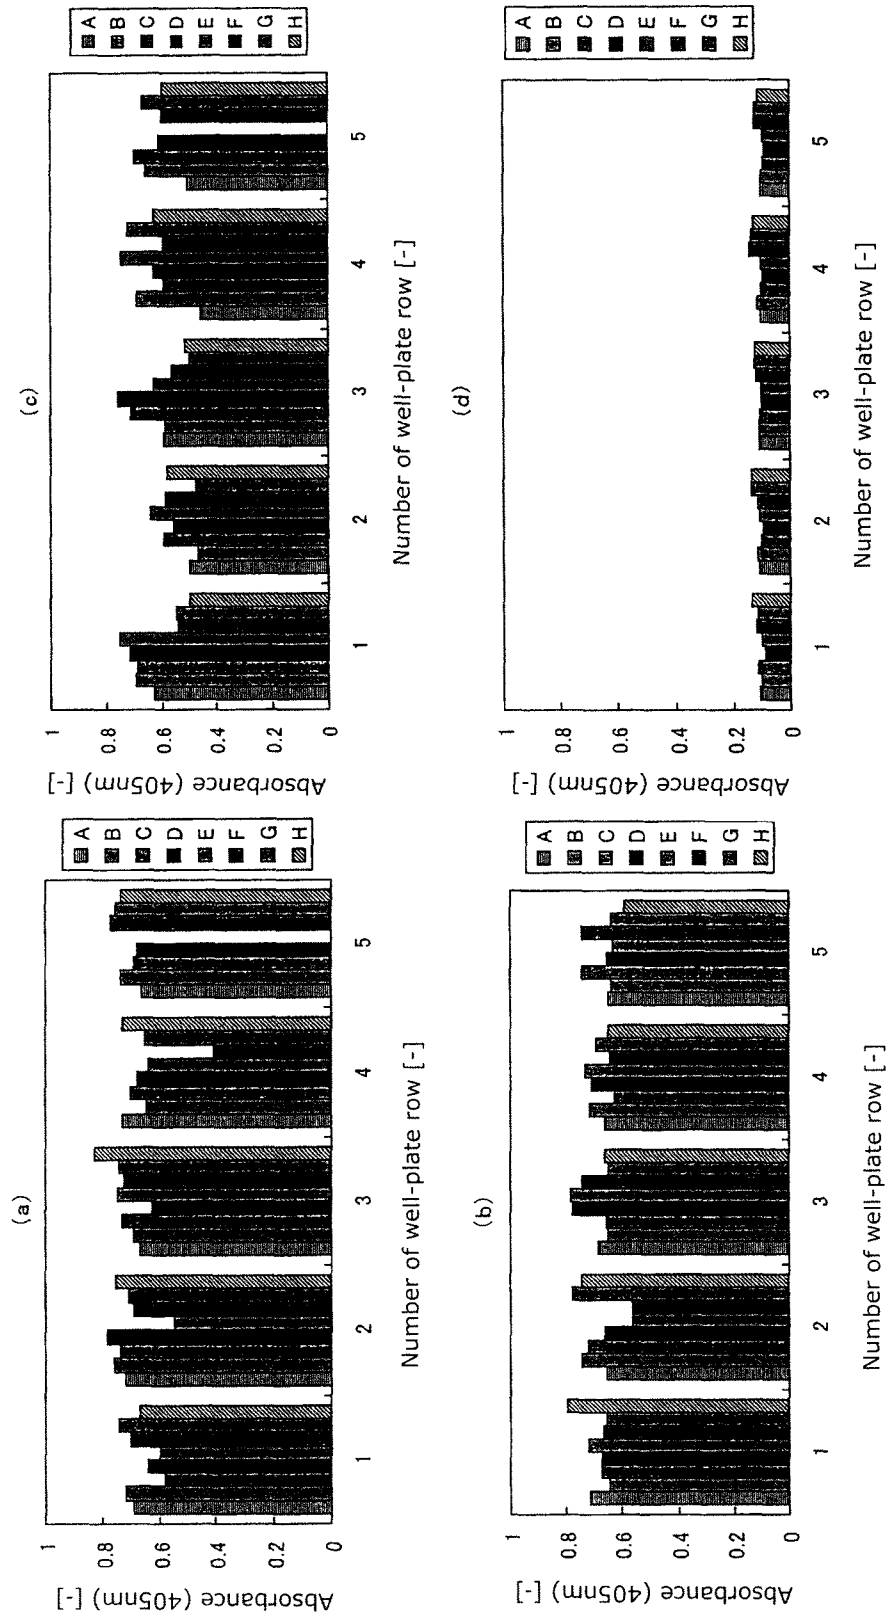 (a)
Absorbance (405nm) [-]
1
0.8
0.6
0.4
0.2
0
1
2
3
4
5
Number of well-plate row [-]
A
B
C
D
E
F
G
H
(c)
Absorbance (405nm) [-]
1
0.8
0.6
0.4
0.2
0
1
2
3
4
5
Number of well-plate row [-]
A
B
C
D
E
F
G
H
(b)
Absorbance (405nm) [-]
1
0.8
0.6
0.4
0.2
0
1
2
3
4
5
Number of well-plate row [-]
A
B
C
D
E
F
G
H
(d)
Absorbance (405nm) [-]
1
0.8
0.6
0.4
0.2
0
1
2
3
4
5
Number of well-plate row [-]
A
B
C
D
E
F
G
H